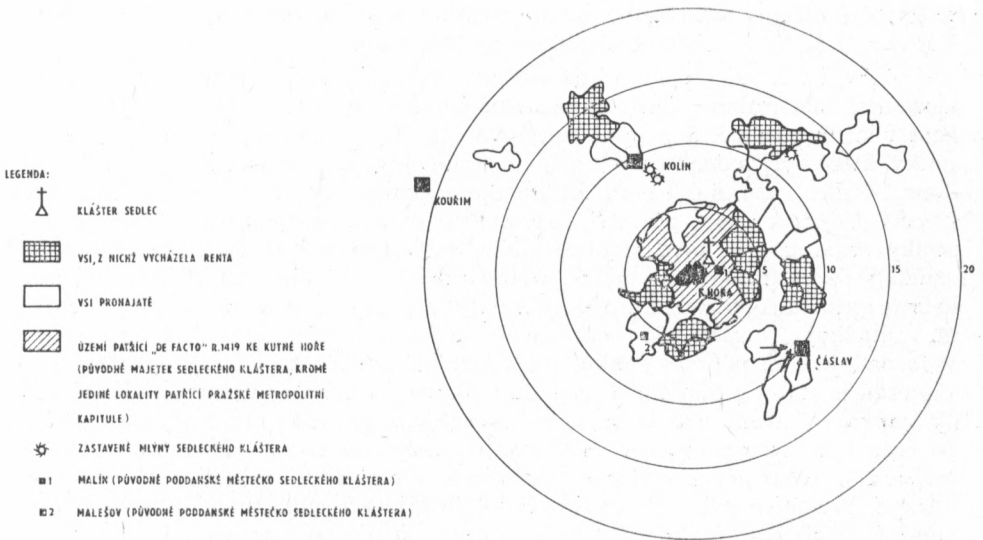 LEGENDA:
KLÁŠTER SEDLEC
VSI, Z NICHŽ VYCHÁZELA RENTA
VSI PRONAJATÉ
ÚZEMÍ PATŘÍCÍ „DE FACTO" R.1419 KE KUTNÉ HOŘE
(PŮVODNĚ MAJETEK SEDLECKÉHO KLÁŠTERA, KROMĚ
JEDINÉ LOKALITY PATŘÍCÍ PRAŽSKÉ METROPOLITNÍ
KAPITULE)
ZASTAVENÉ MLÝNY SEDLECKÉHO KLÁŠTERA
1 MALÍN (PŮVODNĚ PODDANSKÉ MĚSTEČKO SEDLECKÉHO KLÁŠTERA)
2 MALEŠOV (PŮVODNĚ PODDANSKÉ MĚSTEČKO SEDLECKÉHO KLÁŠTERA)
KOUŘIM
KOLÍN
1 5 10 15 20
K.HORA
2
ČÁSLAV